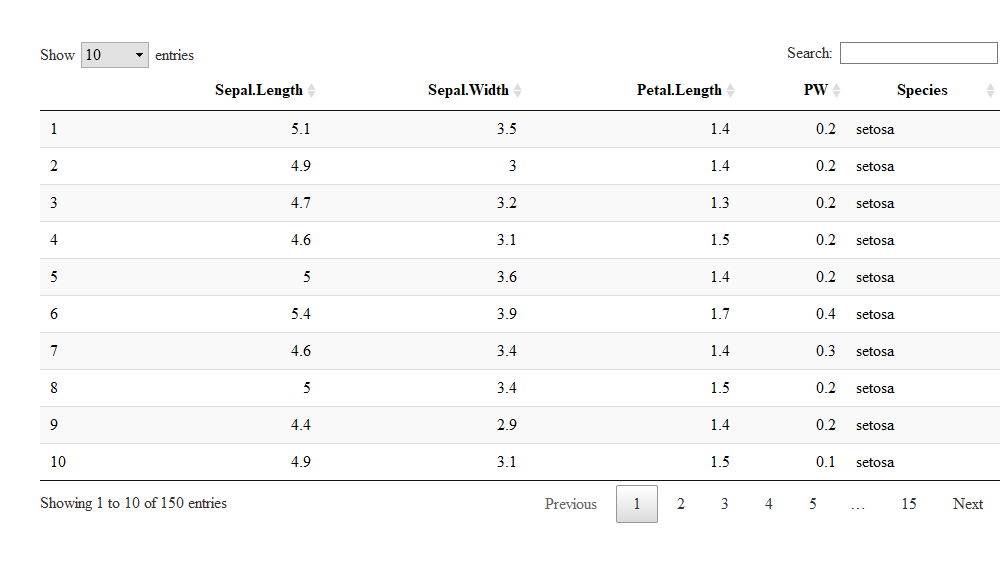 Show 10 entries Search:
Sepal.Length Sepal.Width Petal.Length PW Species
1 5.1 3.5 1.4 0.2 setosa
2 4.9 3 1.4 0.2 setosa
3 4.7 3.2 1.3 0.2 setosa
4 4.6 3.1 1.5 0.2 setosa
5 5 3.6 1.4 0.2 setosa
6 5.4 3.9 1.7 0.4 setosa
7 4.6 3.4 1.4 0.3 setosa
8 5 3.4 1.5 0.2 setosa
9 4.4 2.9 1.4 0.2 setosa
10 4.9 3.1 1.5 0.1 setosa
Showing 1 to 10 of 150 entries Previous 1 2 3 4 5 … 15 Next